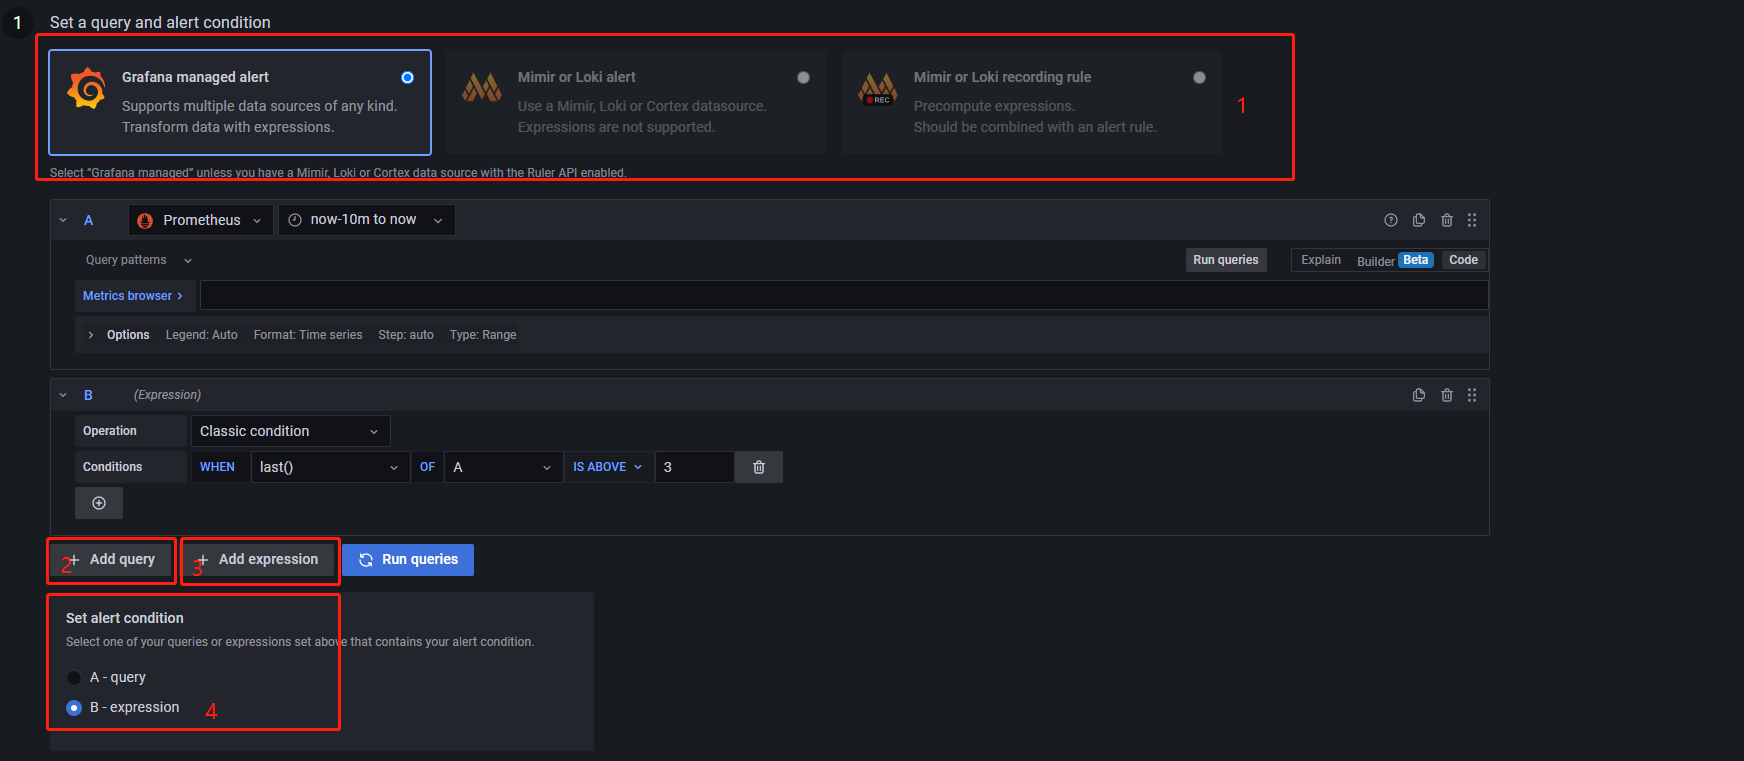 1 Set a query and alert condition
Grafana managed alert
Supports multiple data sources of any kind.
Transform data with expressions.
Mimir or Loki alert
Use a Mimir, Loki or Cortex datasource.
Expressions are not supported.
REC
Mimir or Loki recording rule
Precompute expressions.
Should be combined with an alert rule.
1
Select “Grafana managed” unless you have a Mimir, Loki or Cortex data source with the Ruler API enabled.
A Prometheus now-10m to now
Query patterns Run queries Explain Builder Beta Code
Metrics browser >
> Options Legend: Auto Format: Time series Step: auto Type: Range
B (Expression)
Operation Classic condition
Conditions WHEN last() OF A IS ABOVE 3
2 + Add query 3 + Add expression Run queries
Set alert condition
Select one of your queries or expressions set above that contains your alert condition.
A - query
B - expression 4